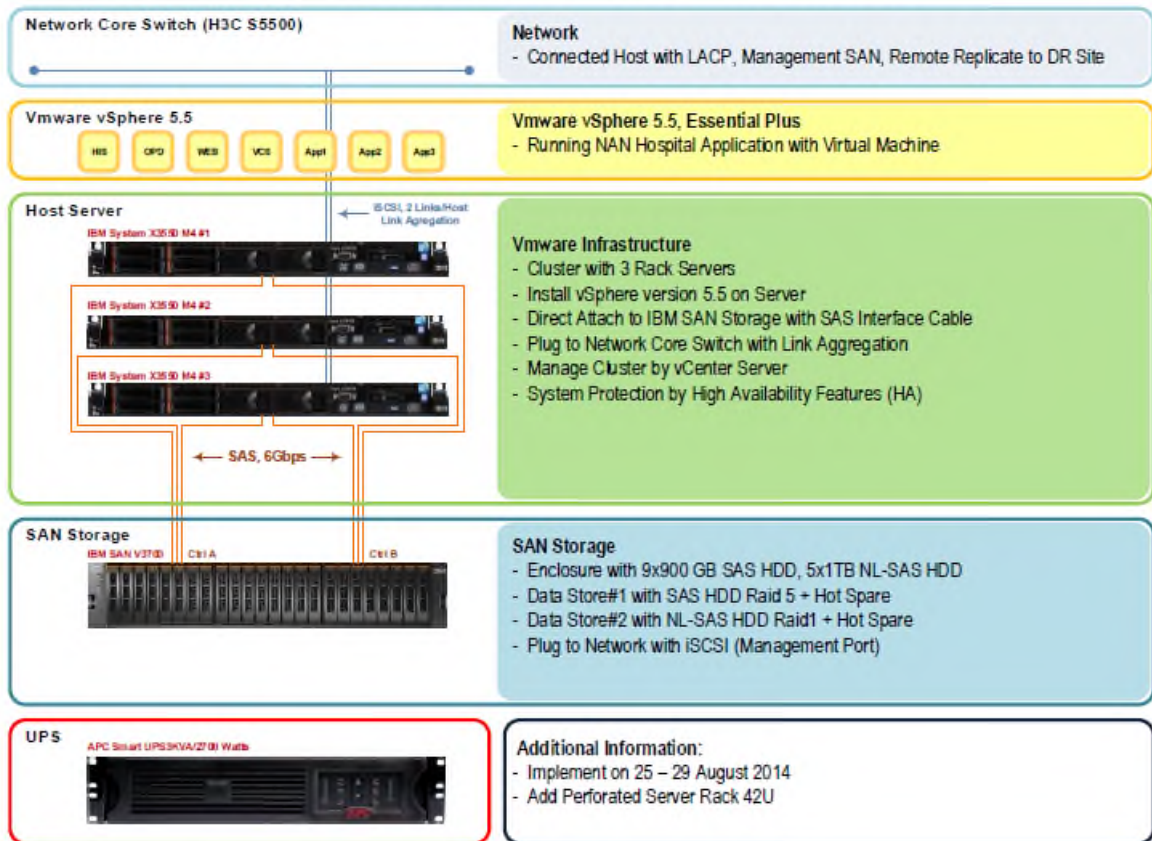 Network Core Switch (H3C S5500)
Network
- Connected Host with LACP, Management SAN, Remote Replicate to DR Site
Vmware vSphere 5.5
HIS
OPD
WEB
VCS
App1
App2
App3
Vmware vSphere 5.5, Essential Plus
- Running NAN Hospital Application with Virtual Machine
Host Server
iSCSI, 2 Links/Host
Link Agregation
IBM System X3550 M4 #1
IBM System X3550 M4 #2
IBM System X3550 M4 #3
SAS, 6Gbps
Vmware Infrastructure
- Cluster with 3 Rack Servers
- Install vSphere version 5.5 on Server
- Direct Attach to IBM SAN Storage with SAS Interface Cable
- Plug to Network Core Switch with Link Aggregation
- Manage Cluster by vCenter Server
- System Protection by High Availability Features (HA)
SAN Storage
IBM SAN V3700
Ctrl A
Ctrl B
SAN Storage
- Enclosure with 9x900 GB SAS HDD, 5x1TB NL-SAS HDD
- Data Store#1 with SAS HDD Raid 5 + Hot Spare
- Data Store#2 with NL-SAS HDD Raid1 + Hot Spare
- Plug to Network with iSCSI (Management Port)
UPS
APC Smart UPS3KVA/2700 Watts
APC
Additional Information:
- Implement on 25 – 29 August 2014
- Add Perforated Server Rack 42U